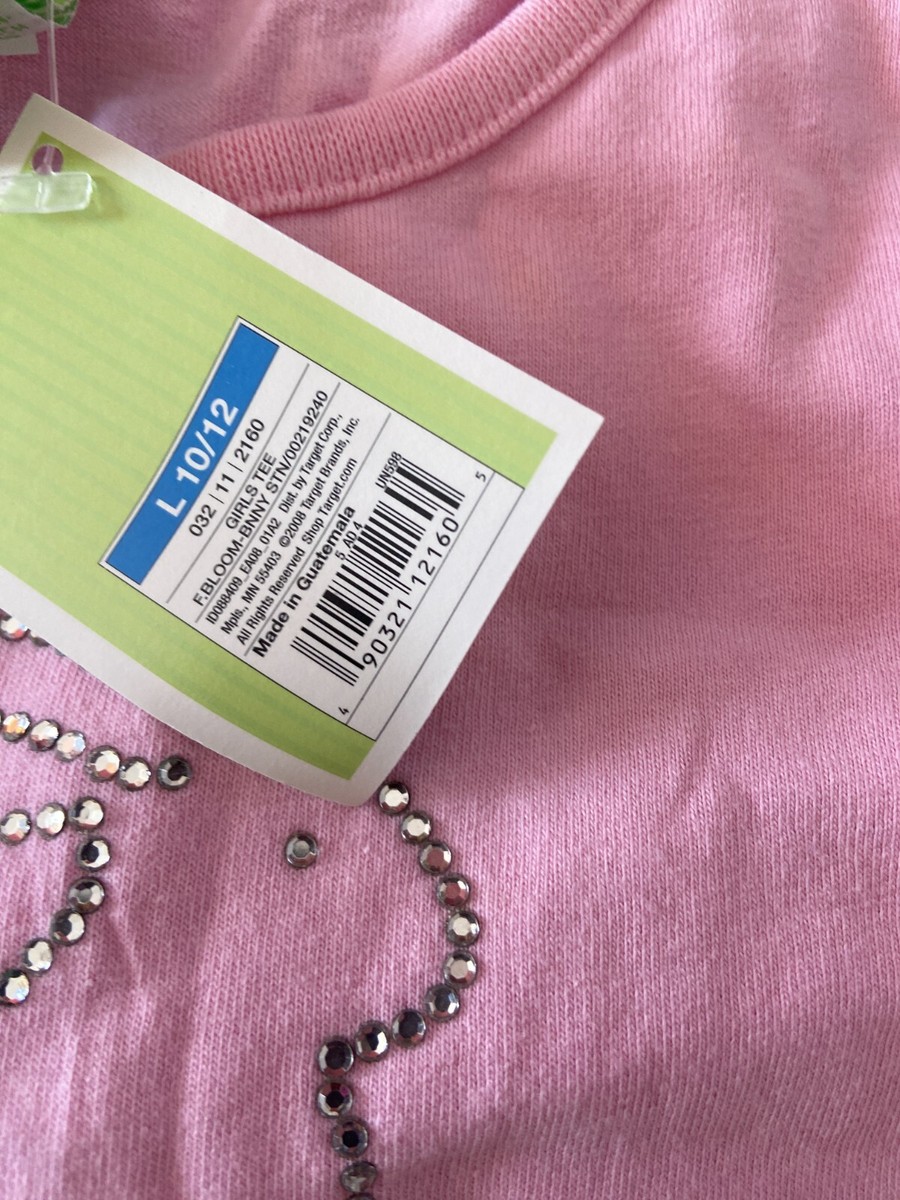 L 10/12
032 | 11 | 2160
GIRLS TEE
F.BLOOM-BNNY STN/00219240
ID088409_EA08_01A2 Dist. by Target Corp.,
Mpls., MN 55403 ©2008 Target Brands, Inc.
All Rights Reserved Shop Target.com
Made in Guatemala
5 A0 4 UN598
4 90321 12160 5